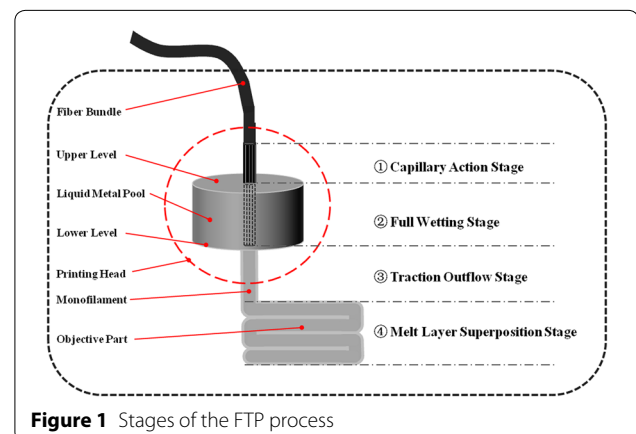 Fiber Bundle
Upper Level
Liquid Metal Pool
Lower Level
Printing Head
Monofilament
Objective Part
① Capillary Action Stage
② Full Wetting Stage
③ Traction Outflow Stage
④ Melt Layer Superposition Stage
Figure 1 Stages of the FTP process